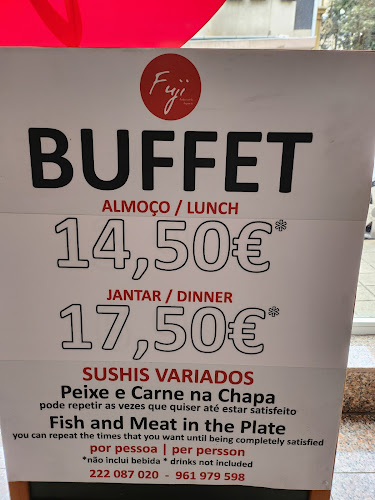 Fuji
BUFFET
ALMOÇO / LUNCH
14,50€*
JANTAR / DINNER
17,50€*
SUSHIS VARIADOS
Peixe e Carne na Chapa
pode repetir as vezes que quiser até estar satisfeito
Fish and Meat in the Plate
you can repeat the times that you want until being completely satisfied
por pessoa | per persson
*não inclui bebida * drinks not included
222 087 020 - 961 979 598